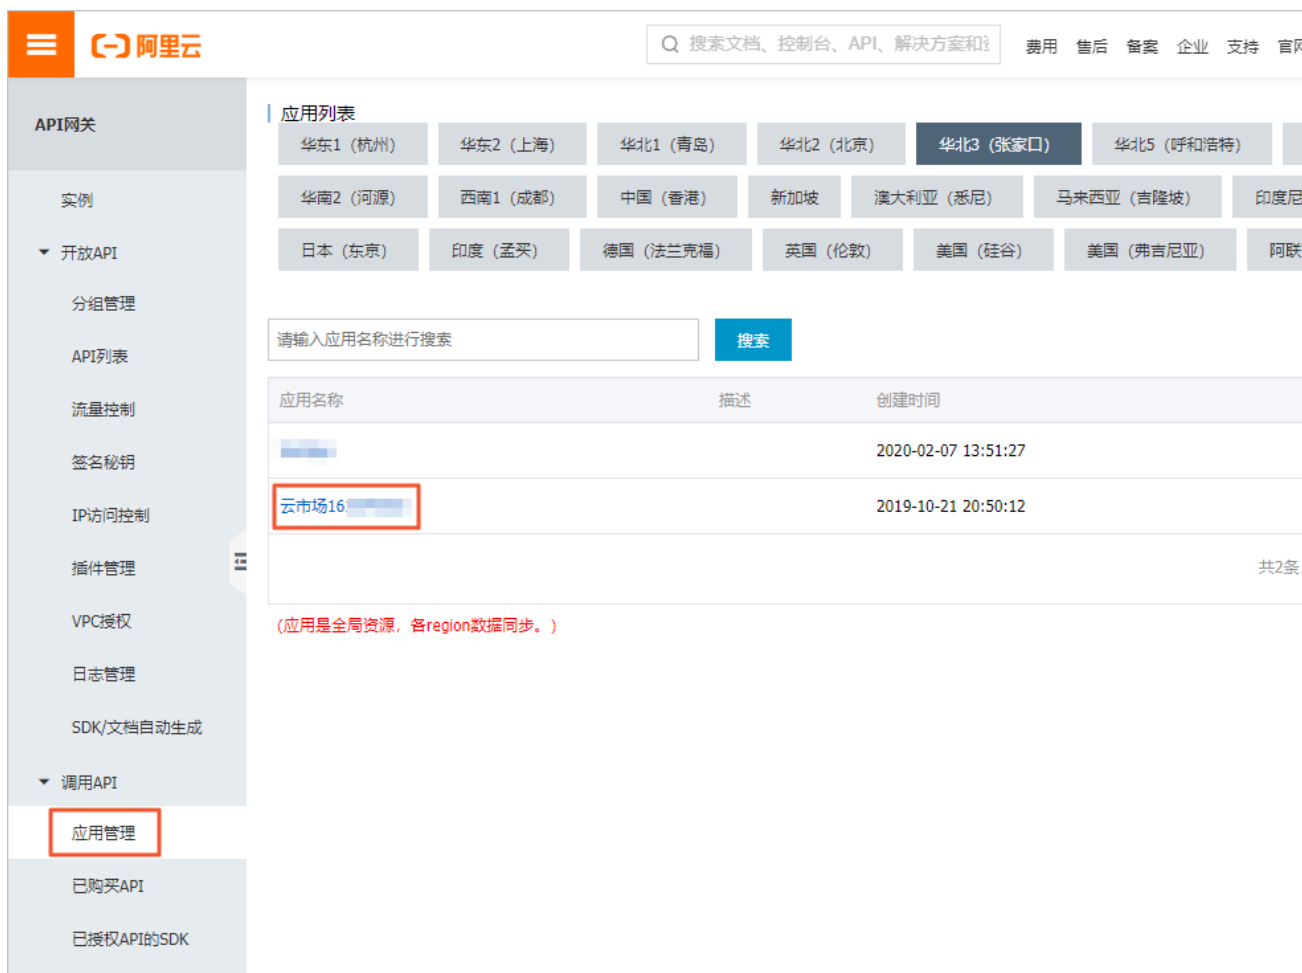 阿里云
搜索文档、控制台、API、解决方案和
费用 售后 备案 企业 支持 官
API网关
应用列表
华东1（杭州） 华东2（上海） 华北1（青岛） 华北2（北京） 华北3（张家口） 华北5（呼和浩特）
实例
华南2（河源） 西南1（成都） 中国（香港） 新加坡 澳大利亚（悉尼） 马来西亚（吉隆坡） 印度尼
开放API
日本（东京） 印度（孟买） 德国（法兰克福） 英国（伦敦） 美国（硅谷） 美国（弗吉尼亚） 阿联
分组管理
请输入应用名称进行搜索 搜索
API列表
应用名称 描述 创建时间
流量控制
2020-02-07 13:51:27
签名秘钥
云市场16 2019-10-21 20:50:12
IP访问控制
插件管理
共2条
VPC授权
（应用是全局资源，各region数据同步。）
日志管理
SDK/文档自动生成
调用API
应用管理
已购买API
已授权API的SDK